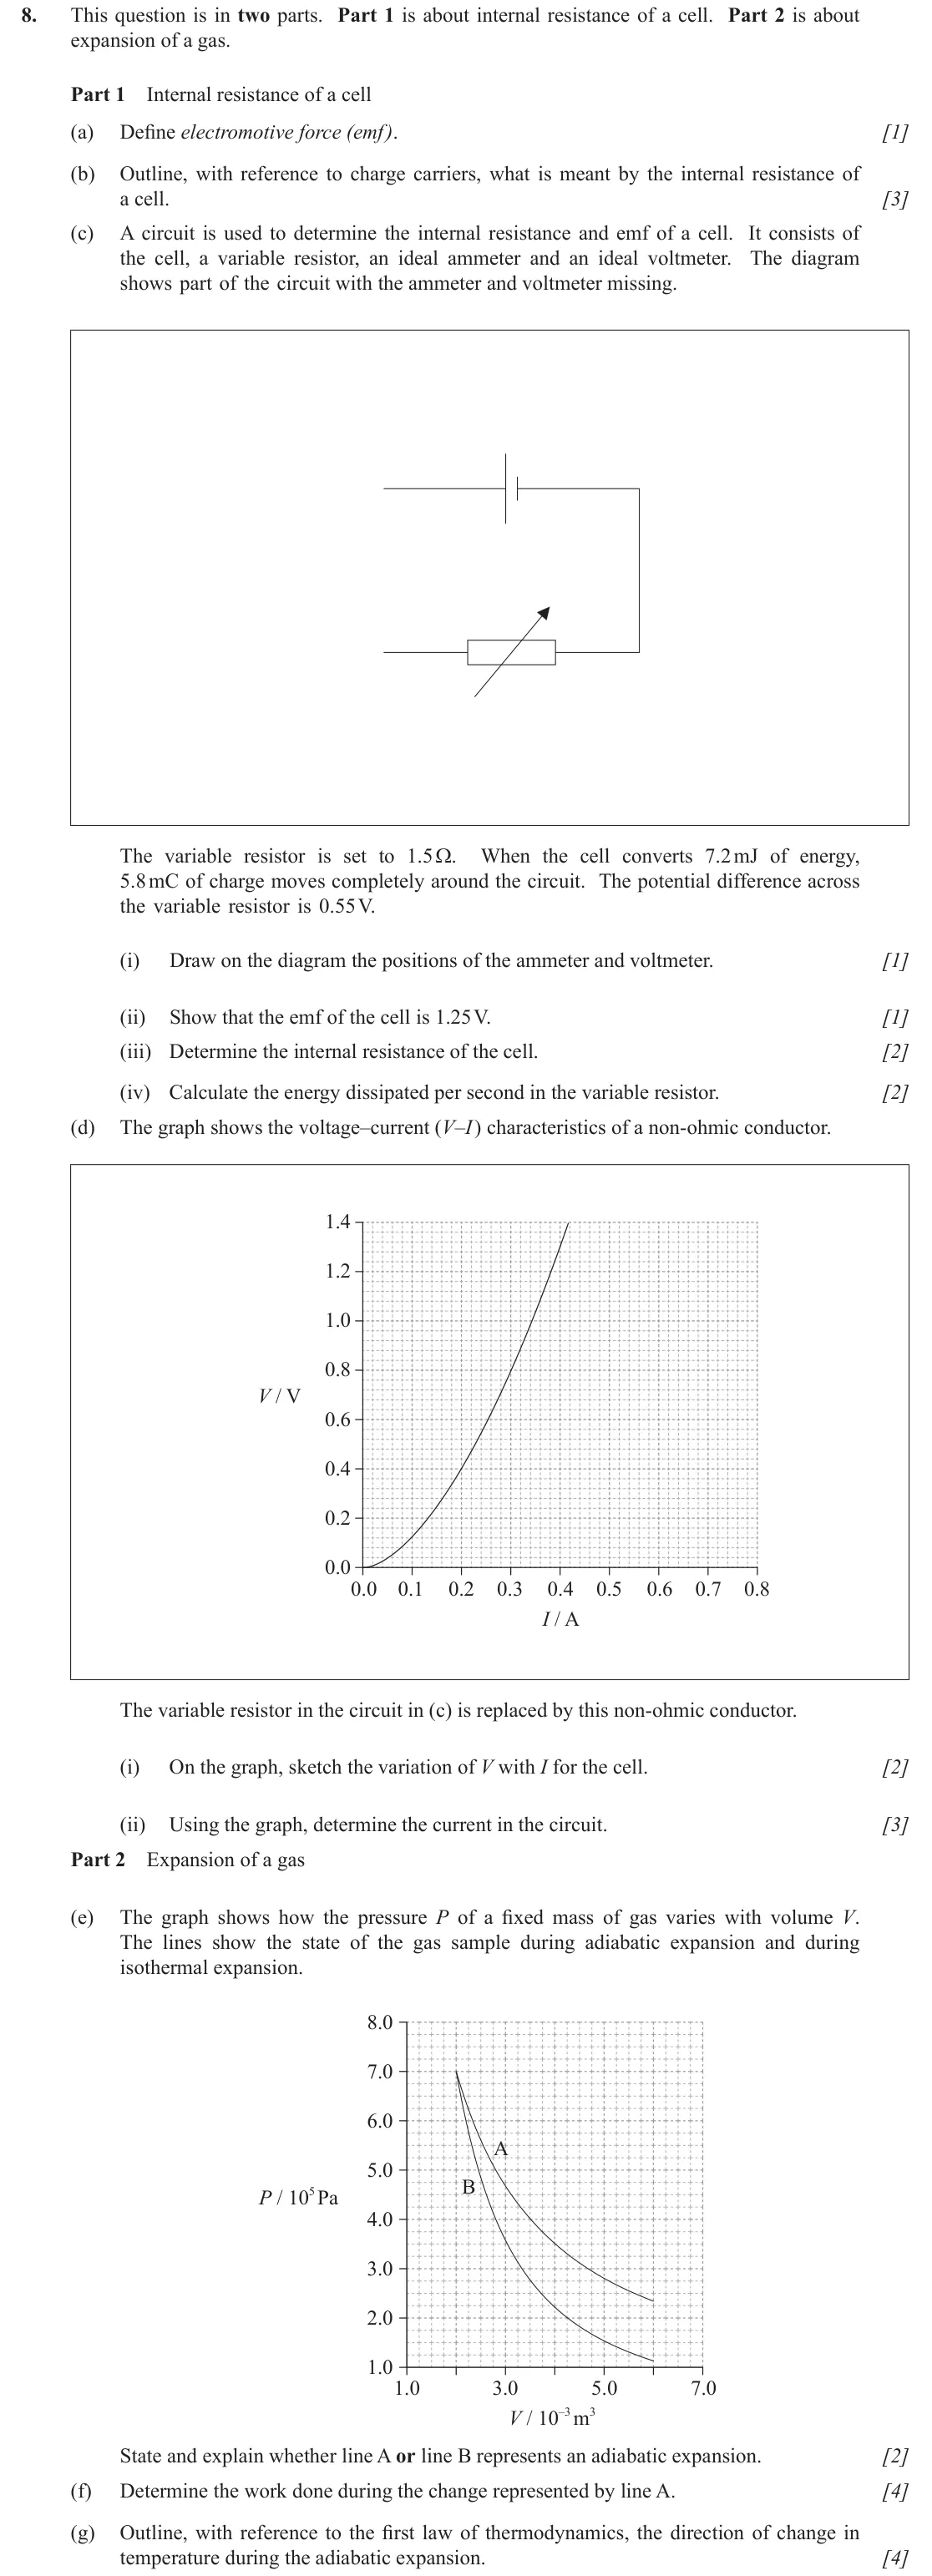 8. This question is in two parts. Part 1 is about internal resistance of a cell. Part 2 is about
expansion of a gas.
Part 1 Internal resistance of a cell
(a) Define electromotive force (emf). [1]
(b) Outline, with reference to charge carriers, what is meant by the internal resistance of
a cell. [3]
(c) A circuit is used to determine the internal resistance and emf of a cell. It consists of
the cell, a variable resistor, an ideal ammeter and an ideal voltmeter. The diagram
shows part of the circuit with the ammeter and voltmeter missing.
The variable resistor is set to 1.5Ω. When the cell converts 7.2mJ of energy,
5.8mC of charge moves completely around the circuit. The potential difference across
the variable resistor is 0.55V.
(i) Draw on the diagram the positions of the ammeter and voltmeter. [1]
(ii) Show that the emf of the cell is 1.25V. [1]
(iii) Determine the internal resistance of the cell. [2]
(iv) Calculate the energy dissipated per second in the variable resistor. [2]
(d) The graph shows the voltage–current (V–I) characteristics of a non-ohmic conductor.
1.4
1.2
1.0
0.8
V / V
0.6
0.4
0.2
0.0
0.0 0.1 0.2 0.3 0.4 0.5 0.6 0.7 0.8
I / A
The variable resistor in the circuit in (c) is replaced by this non-ohmic conductor.
(i) On the graph, sketch the variation of V with I for the cell. [2]
(ii) Using the graph, determine the current in the circuit. [3]
Part 2 Expansion of a gas
(e) The graph shows how the pressure P of a fixed mass of gas varies with volume V.
The lines show the state of the gas sample during adiabatic expansion and during
isothermal expansion.
8.0
7.0
6.0
A
5.0
B
P / 10⁵Pa
4.0
3.0
2.0
1.0
1.0 3.0 5.0 7.0
V / 10⁻³m³
State and explain whether line A or line B represents an adiabatic expansion. [2]
(f) Determine the work done during the change represented by line A. [4]
(g) Outline, with reference to the first law of thermodynamics, the direction of change in
temperature during the adiabatic expansion. [4]